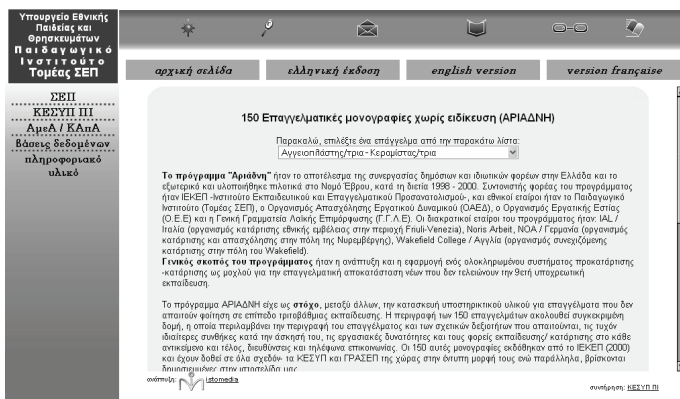 Υπουργείο Εθνικής
Παιδείας και
Θρησκευμάτων
Παιδαγωγικό
Ινστιτούτο
Τομέας ΣΕΠ
αρχική σελίδα
ελληνική έκδοση
english version
version française
ΣΕΠ
ΚΕΣΥΠ ΠΙ
ΑμεΑ / ΚΑπΑ
βάσεις δεδομένων
πληροφοριακό
υλικό
150 Επαγγελματικές μονογραφίες χωρίς ειδίκευση (ΑΡΙΑΔΝΗ)
Παρακαλώ, επιλέξτε ένα επάγγελμα από την παρακάτω λίστα:
Αγγειοπλάστης/τρια - Κεραμίστας/τρια
Το πρόγραμμα "Αριάδνη" ήταν το αποτέλεσμα της συνεργασίας δημόσιων και ιδιωτικών φορέων στην Ελλάδα και το
εξωτερικό και υλοποιήθηκε πιλοτικά στο Νομό Έβρου, κατά τη διετία 1998 - 2000. Συντονιστής φορέας του προγράμματος
ήταν ΙΕΚΕΠ -Ινστιτούτο Εκπαιδευτικού και Επαγγελματικού Προσανατολισμού-, και εθνικοί εταίροι ήταν το Παιδαγωγικό
Ινστιτούτο (Τομέας ΣΕΠ), ο Οργανισμός Απασχόλησης Εργατικού Δυναμικού (ΟΑΕΔ), ο Οργανισμός Εργατικής Εστίας
(Ο.Ε.Ε) και η Γενική Γραμματεία Λαϊκής Επιμόρφωσης (Γ.Γ.Λ.Ε). Οι διακρατικοί εταίροι του προγράμματος ήταν: IAL /
Ιταλία (οργανισμός κατάρτισης εθνικής εμβέλειας στην περιοχή Friuli-Venezia), Noris Arbeit, NOA / Γερμανία (οργανισμός
κατάρτισης και απασχόλησης στην πόλη της Νυρεμβέργης), Wakefield College / Αγγλία (οργανισμός συνεχιζόμενης
κατάρτισης στην πόλη του Wakefield).
Γενικός σκοπός του προγράμματος ήταν η ανάπτυξη και η εφαρμογή ενός ολοκληρωμένου συστήματος προκατάρτισης
-κατάρτισης ως μοχλού για την επαγγελματική αποκατάσταση νέων που δεν τελειώνουν την 9ετή υποχρεωτική
εκπαίδευση.
Το πρόγραμμα ΑΡΙΑΔΝΗ είχε ως στόχο, μεταξύ άλλων, την κατασκευή υποστηρικτικού υλικού για επαγγέλματα που δεν
απαιτούν φοίτηση σε επίπεδο τριτοβάθμιας εκπαίδευσης. Η περιγραφή των 150 επαγγελμάτων ακολουθεί συγκεκριμένη
δομή, η οποία περιλαμβάνει την περιγραφή του επαγγέλματος και των σχετικών δεξιοτήτων που απαιτούνται, τις τυχόν
ιδιαίτερες συνθήκες κατά την άσκησή του, τις εργασιακές δυνατότητες και τους φορείς εκπαίδευσης/ κατάρτισης στο κάθε
αντικείμενο και τέλος, διευθύνσεις και τηλέφωνα επικοινωνίας. Οι 150 αυτές μονογραφίες εκδόθηκαν από το ΙΕΚΕΠ (2000)
και έχουν δοθεί σε όλα σχεδόν- τα ΚΕΣΥΠ και ΓΡΑΣΕΠ της χώρας στην έντυπη μορφή τους ενώ παράλληλα, βρίσκονται
δημοσιευμένες στην ιστοσελίδα μας
ανάπτυξη: istomedia
συντήρηση: ΚΕΣΥΠ ΠΙ